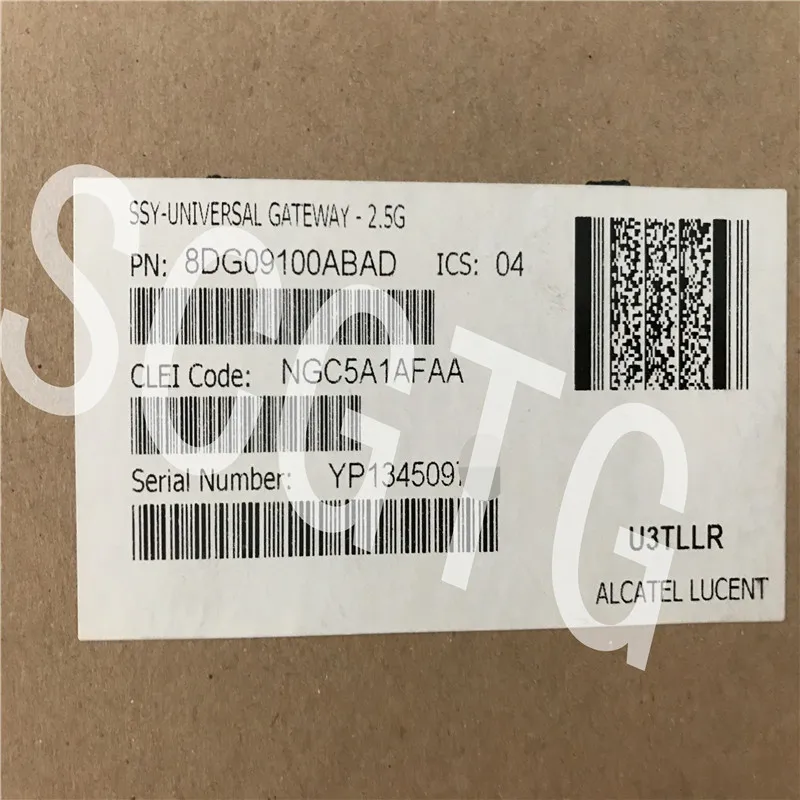 SSY-UNIVERSAL GATEWAY - 2.5G
PN: 8DG09100ABAD ICS: 04
CLEI Code: NGC5A1AFAA
Serial Number: YP1345097
U3TLLR
ALCATEL LUCENT
SCGTG